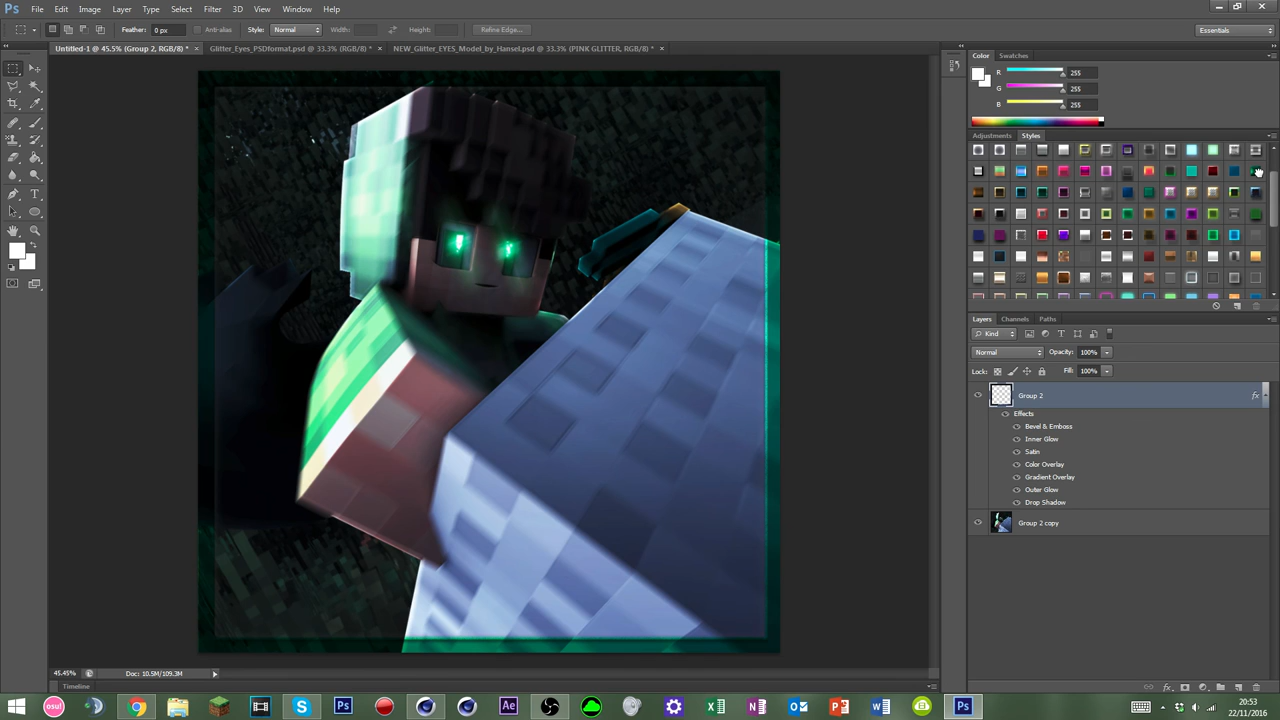 Ps File Edit Image Layer Type Select Filter 3D View Window Help
Feather: 0 px Anti-alias Style: Normal Width: Height: Refine Edge... Essentials
Untitled-1 @ 45.5% (Group 2, RGB/8) * × Glitter_Eyes_PSDformat.psd @ 33.3% (RGB/8) * × NEW_Glitter_EYES_Model_by_Hansel.psd @ 33.3% (PINK GLITTER, RGB/8) * ×
Color Swatches
R 255
G 255
B 255
Adjustments Styles
Layers Channels Paths
Kind
Normal Opacity: 100%
Lock: Fill: 100%
Group 2 fx
Effects
Bevel & Emboss
Inner Glow
Satin
Color Overlay
Gradient Overlay
Outer Glow
Drop Shadow
Group 2 copy
45.45% Doc: 10.5M/109.3M
Timeline
osu! Ps Ae Ps
20:53
22/11/2016